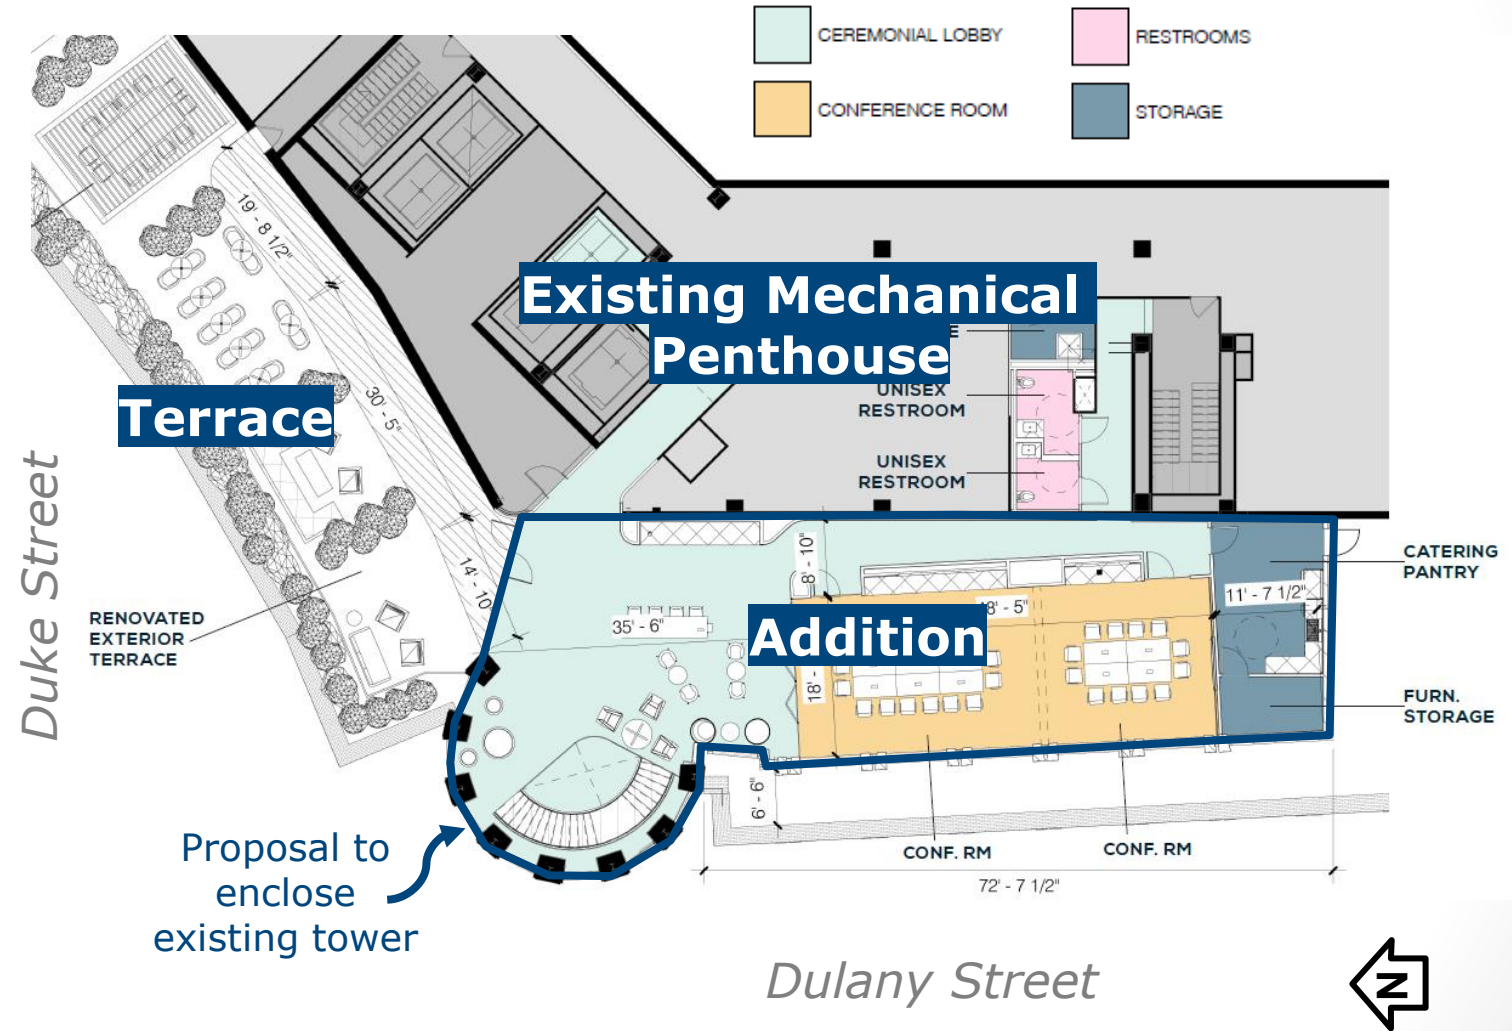 CEREMONIAL LOBBY
RESTROOMS
CONFERENCE ROOM
STORAGE
19' - 8 1/2"
Existing Mechanical
Penthouse
UNISEX
RESTROOM
30' - 5"
Terrace
UNISEX
RESTROOM
Duke Street
14' - 10"
8' - 10"
CATERING
PANTRY
11' - 7 1/2"
RENOVATED
EXTERIOR
TERRACE
35' - 6"
Addition
18' -
FURN.
STORAGE
6' - 6"
Proposal to
enclose
existing tower
CONF. RM
CONF. RM
72' - 7 1/2"
Dulany Street
N